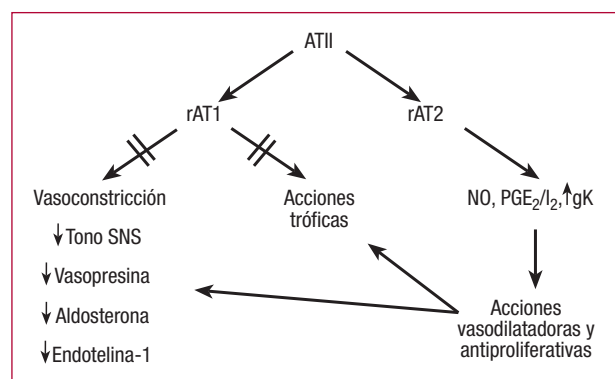 ATII
rAT1
rAT2
Vasoconstricción
↓Tono SNS
↓Vasopresina
↓Aldosterona
↓Endotelina-1
Acciones
tróficas
NO, PGE₂/I₂,↑gK
Acciones
vasodilatadoras y
antiproliferativas